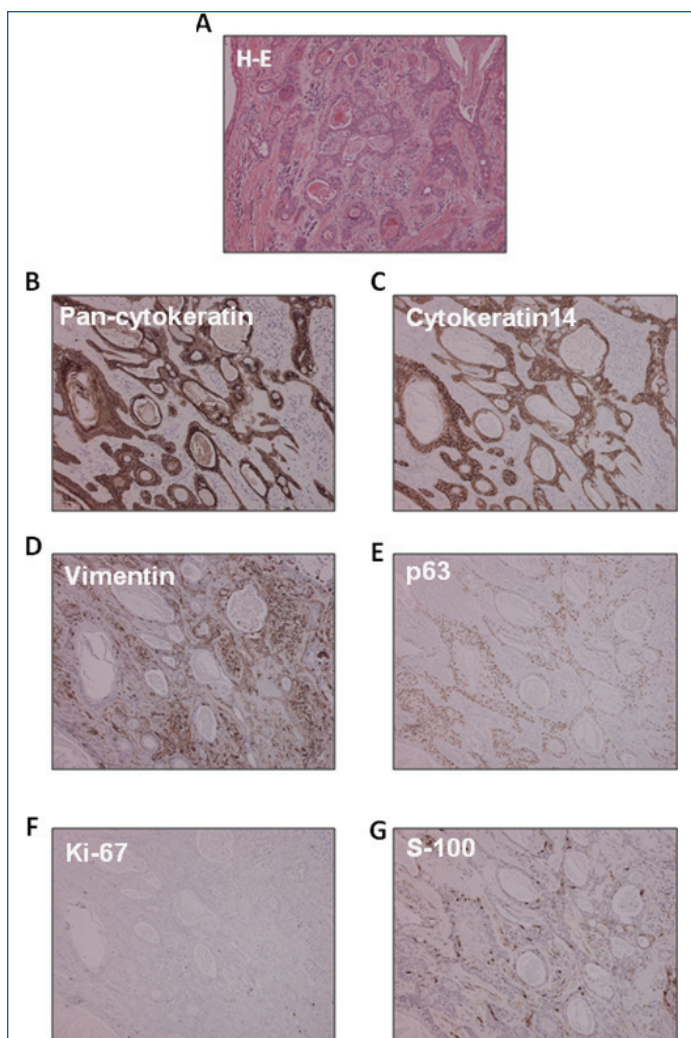 A
H-E
B
Pan-cytokeratin
C
Cytokeratin14
D
Vimentin
E
p63
F
Ki-67
G
S-100